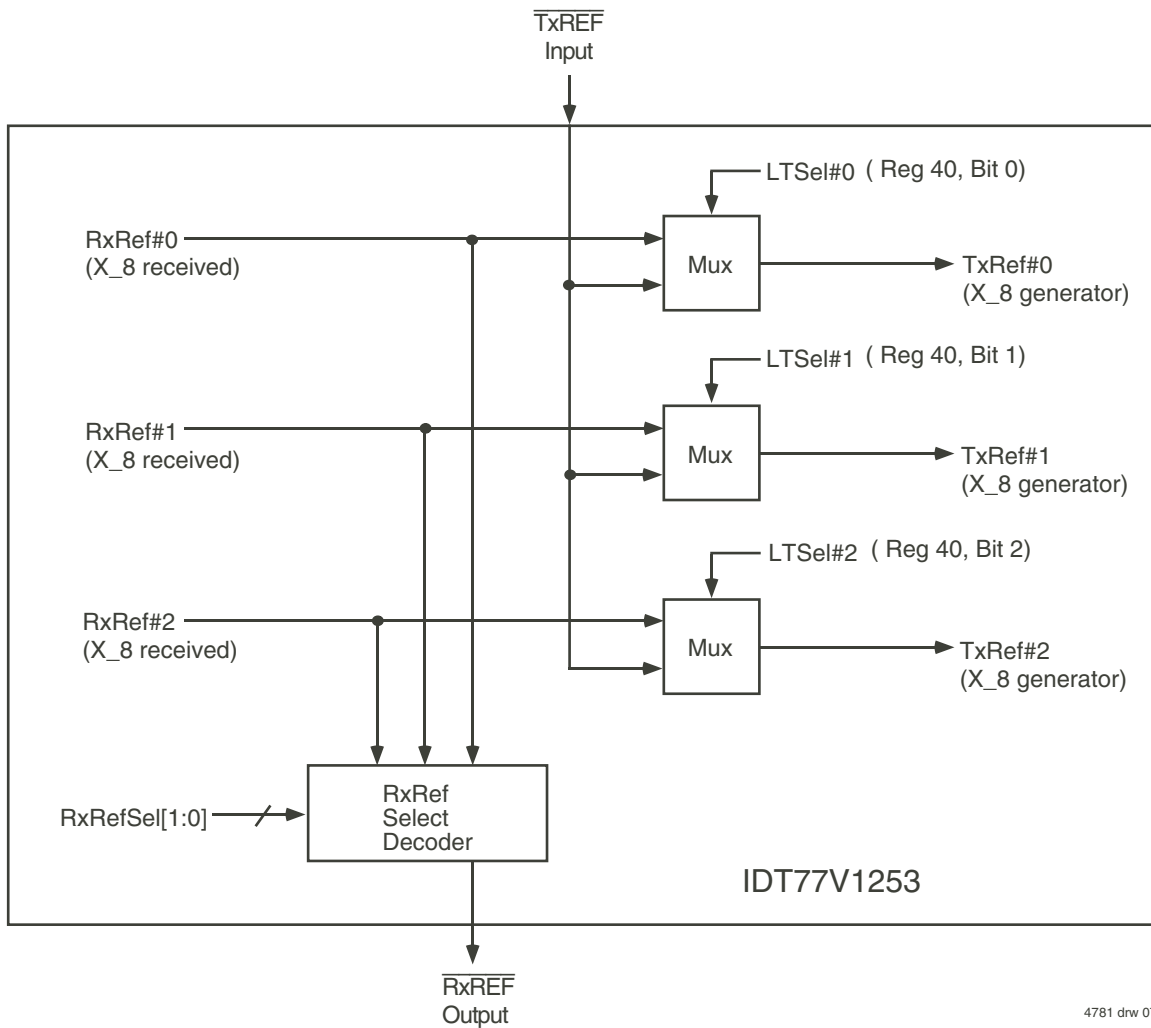 TxREF
Input
LTSel#0 ( Reg 40, Bit 0)
RxRef#0
(X_8 received)
Mux
TxRef#0
(X_8 generator)
LTSel#1 ( Reg 40, Bit 1)
RxRef#1
(X_8 received)
Mux
TxRef#1
(X_8 generator)
LTSel#2 ( Reg 40, Bit 2)
RxRef#2
(X_8 received)
Mux
TxRef#2
(X_8 generator)
RxRefSel[1:0]
RxRef
Select
Decoder
IDT77V1253
RxREF
Output
4781 drw